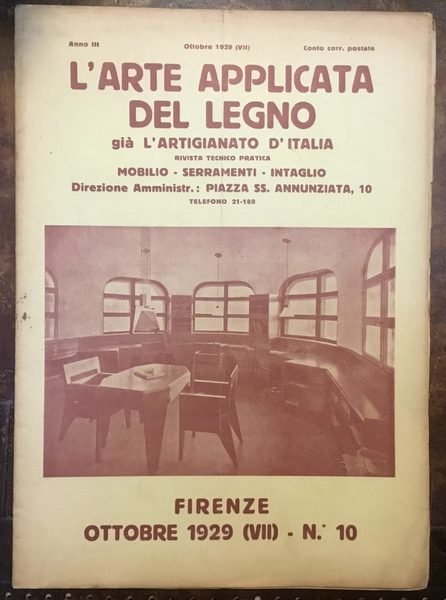 Anno III Ottobre 1929 (VII) Conto corr. postale
L'ARTE APPLICATA
DEL LEGNO
già L'ARTIGIANATO D'ITALIA
RIVISTA TECNICO PRATICA
MOBILIO - SERRAMENTI - INTAGLIO
Direzione Amministr.: PIAZZA SS. ANNUNZIATA, 10
TELEFONO 21-189
FIRENZE
OTTOBRE 1929 (VII) - N.° 10